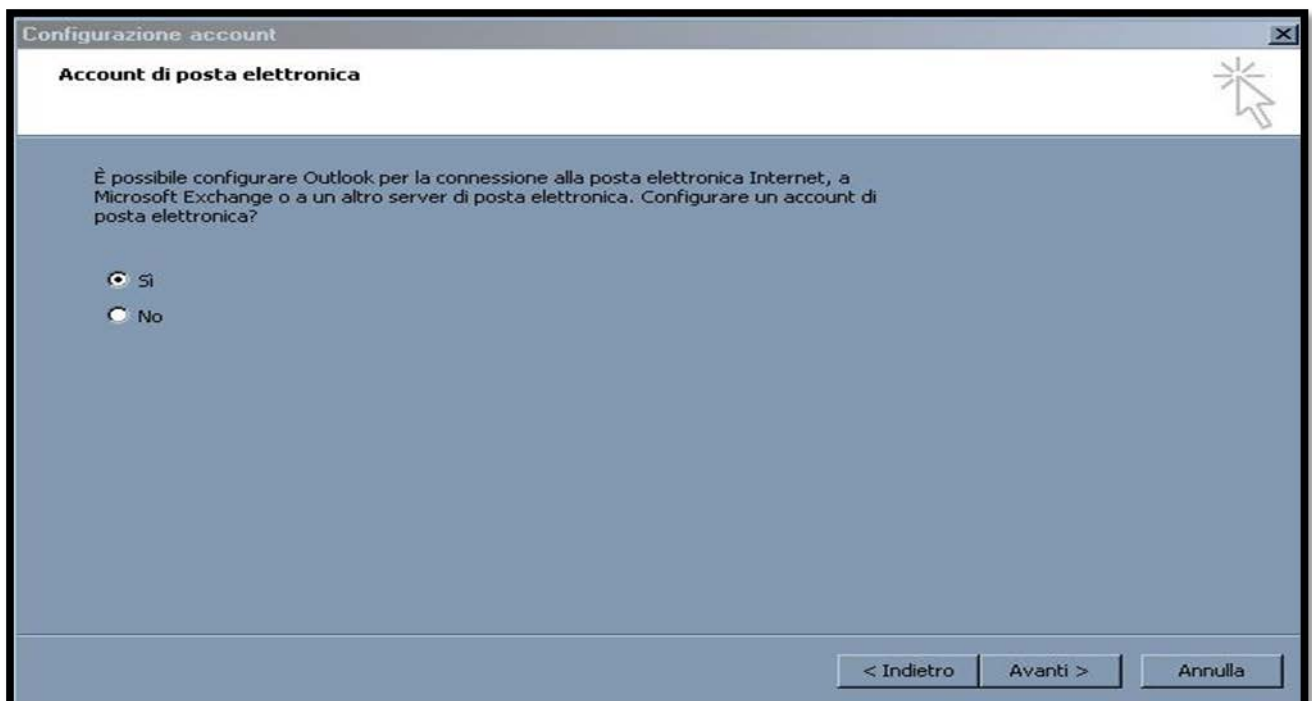 Configurazione account
Account di posta elettronica
È possibile configurare Outlook per la connessione alla posta elettronica Internet, a
Microsoft Exchange o a un altro server di posta elettronica. Configurare un account di
posta elettronica?
Sì
No
< Indietro
Avanti >
Annulla